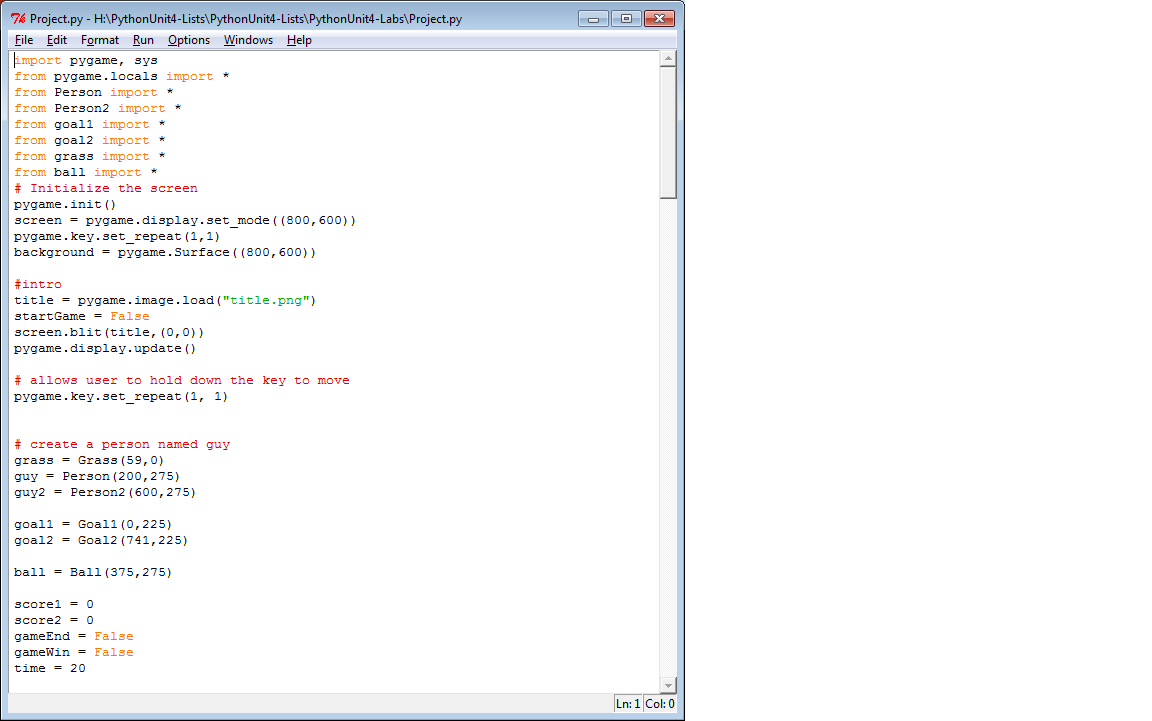 Project.py - H:\PythonUnit4-Lists\PythonUnit4-Lists\PythonUnit4-Labs\Project.py
File Edit Format Run Options Windows Help
import pygame, sys
from pygame.locals import *
from Person import *
from Person2 import *
from goal1 import *
from goal2 import *
from grass import *
from ball import *
# Initialize the screen
pygame.init()
screen = pygame.display.set_mode((800,600))
pygame.key.set_repeat(1,1)
background = pygame.Surface((800,600))
#intro
title = pygame.image.load("title.png")
startGame = False
screen.blit(title,(0,0))
pygame.display.update()
# allows user to hold down the key to move
pygame.key.set_repeat(1, 1)
# create a person named guy
grass = Grass(59,0)
guy = Person(200,275)
guy2 = Person2(600,275)
goal1 = Goal1(0,225)
goal2 = Goal2(741,225)
ball = Ball(375,275)
score1 = 0
score2 = 0
gameEnd = False
gameWin = False
time = 20
Ln: 1 Col: 0